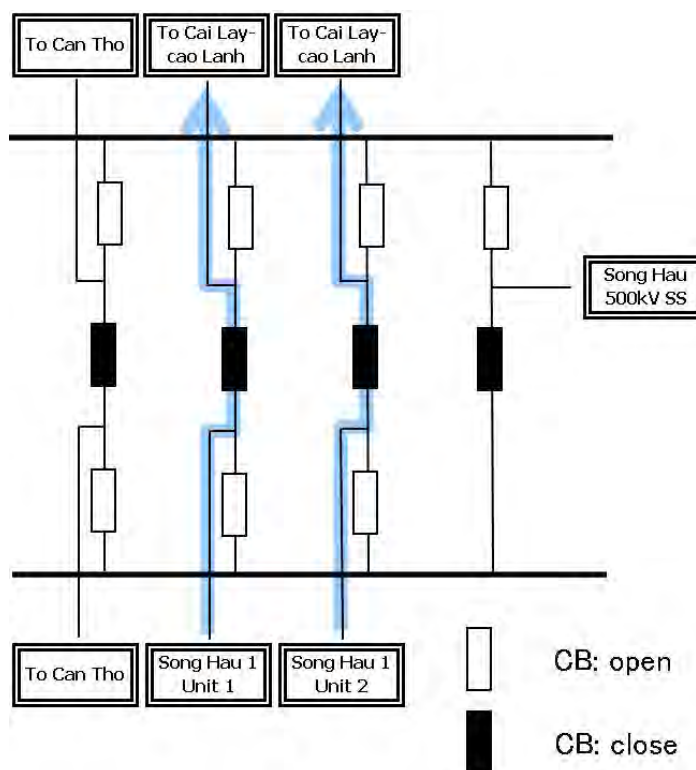 To Can Tho
To Cai Lay-
cao Lanh
To Cai Lay-
cao Lanh
Song Hau
500kV SS
To Can Tho
Song Hau 1
Unit 1
Song Hau 1
Unit 2
CB: open
CB: close